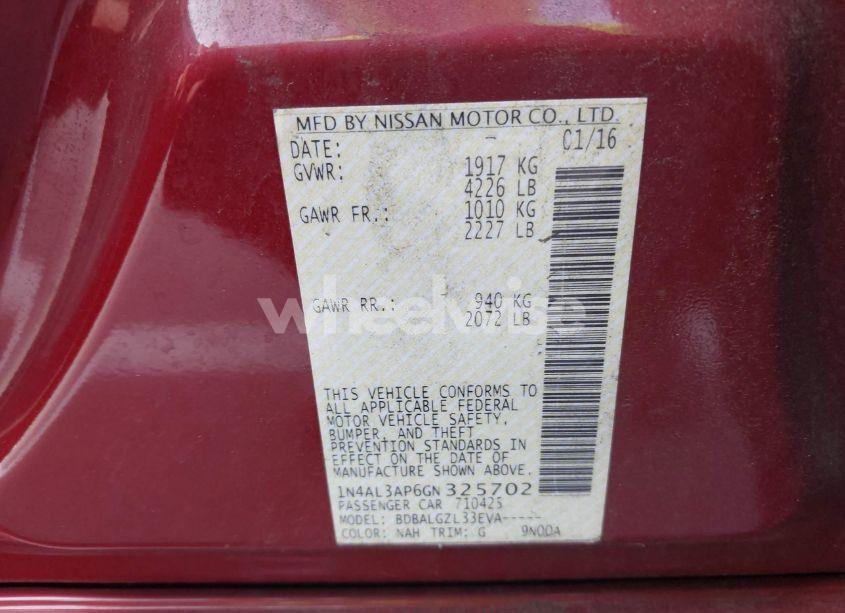 MFD BY NISSAN MOTOR CO., LTD.
DATE: 01/16
GVWR: 1917 KG
4226 LB
GAWR FR.: 1010 KG
2227 LB
GAWR RR.: 940 KG
2072 LB
wheelwise
THIS VEHICLE CONFORMS TO
ALL APPLICABLE FEDERAL
MOTOR VEHICLE SAFETY,
BUMPER, AND THEFT
PREVENTION STANDARDS IN
EFFECT ON THE DATE OF
MANUFACTURE SHOWN ABOVE.
1N4AL3AP6GN325702
PASSENGER CAR 710425
MODEL: BDBALGZL33EVA-----
COLOR: NAH TRIM: G 9N00A